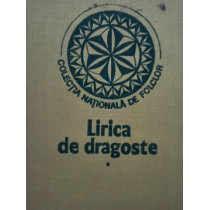 COLECȚIA NAȚIONALĂ DE FOLCLOR
Lirica
de dragoste